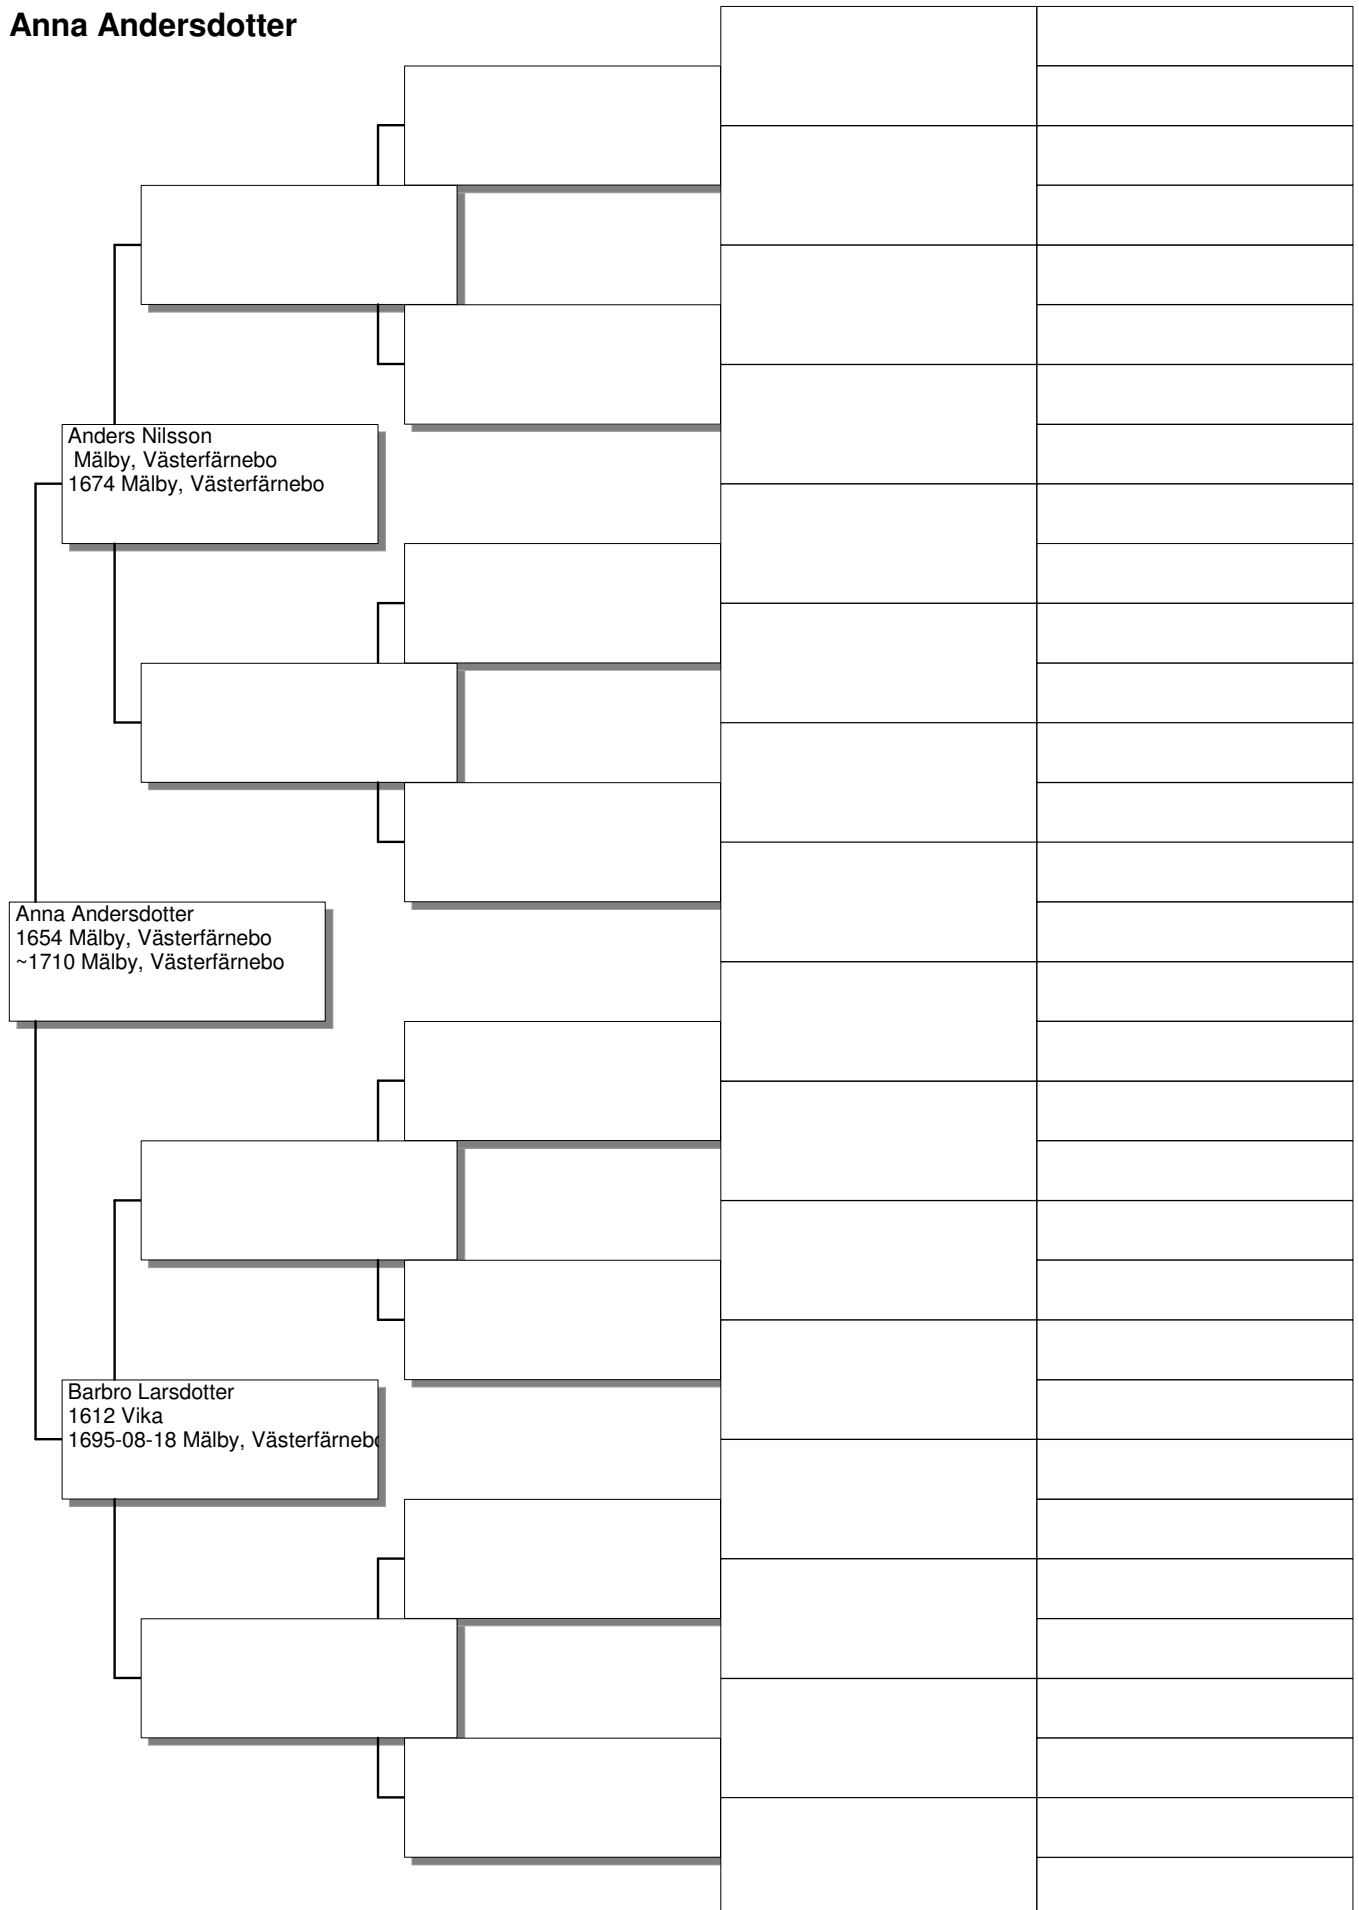 Anna Andersdotter
Anders Nilsson
Mälby, Västerfärnebo
1674 Mälby, Västerfärnebo
Anna Andersdotter
1654 Mälby, Västerfärnebo
~1710 Mälby, Västerfärnebo
Barbro Larsdotter
1612 Vika
1695-08-18 Mälby, Västerfärnebo